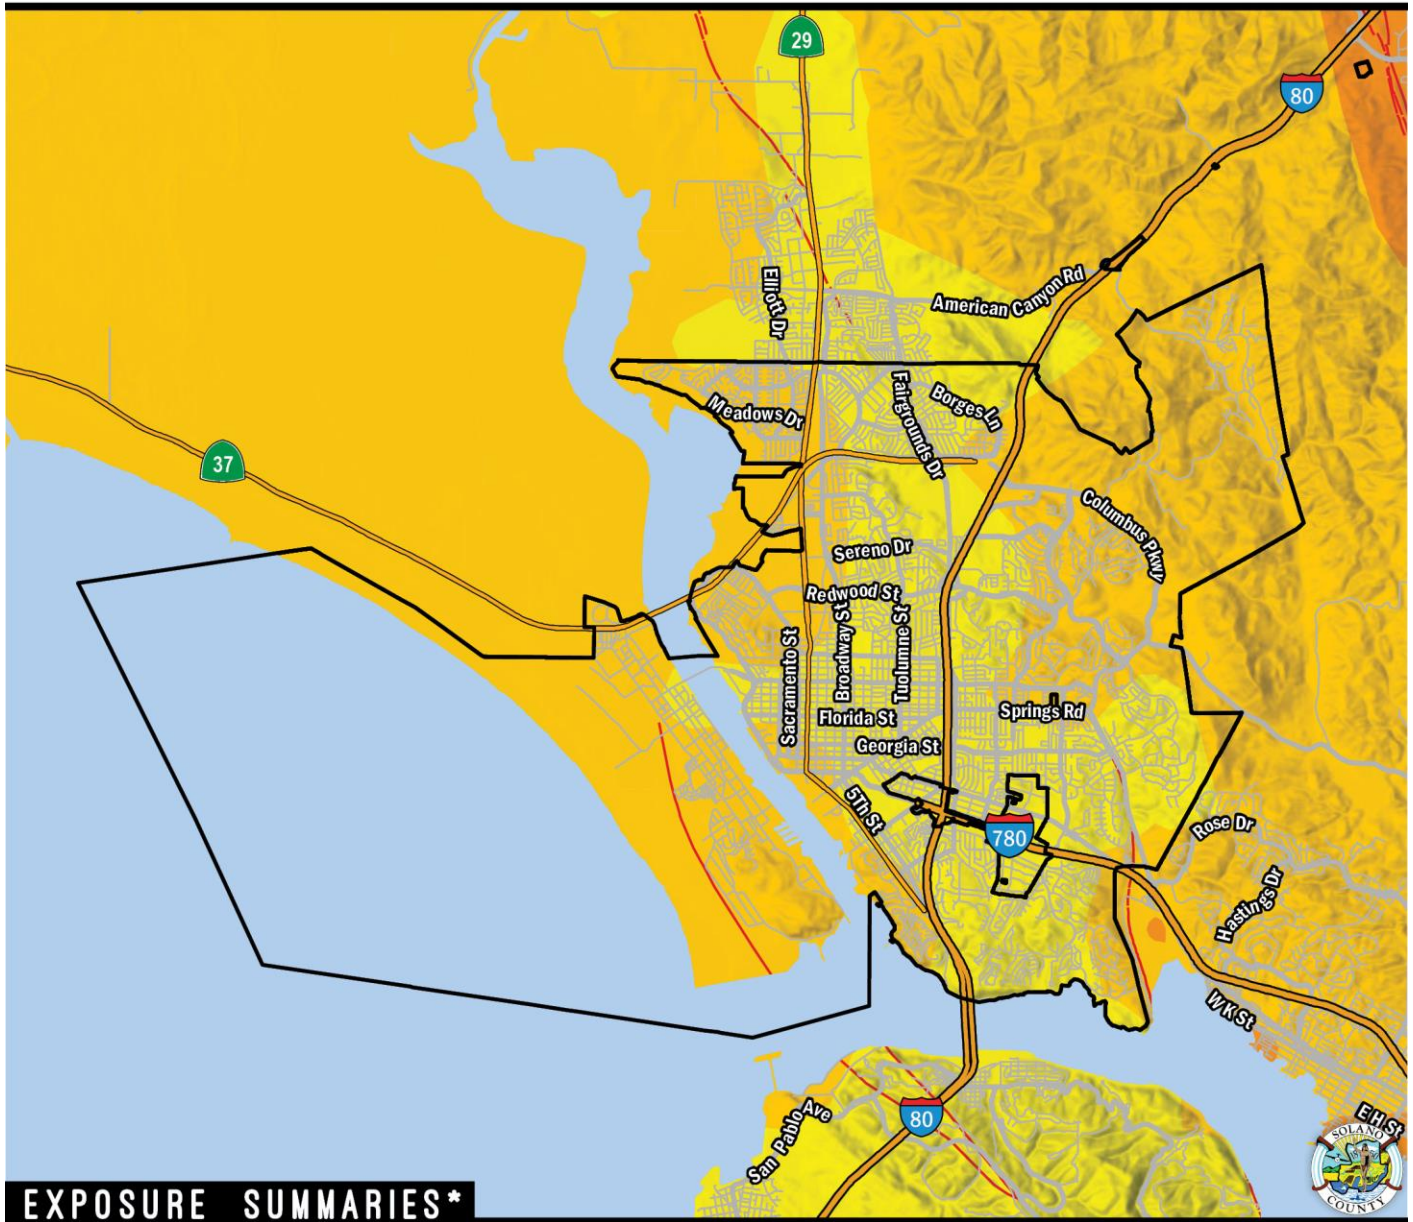 29
80
Elliott Dr
American Canyon Rd
Meadows Dr
Fairgrounds Dr
Borges Ln
37
Columbus Pkwy
Sereno Dr
Redwood St
Sacramento St
Broadway St
Tuolumne St
Florida St
Springs Rd
Georgia St
5Th St
780
Rose Dr
Hastings Dr
W K St
San Pablo Ave
80
E H St
SOLANO
COUNTY
EXPOSURE SUMMARIES*